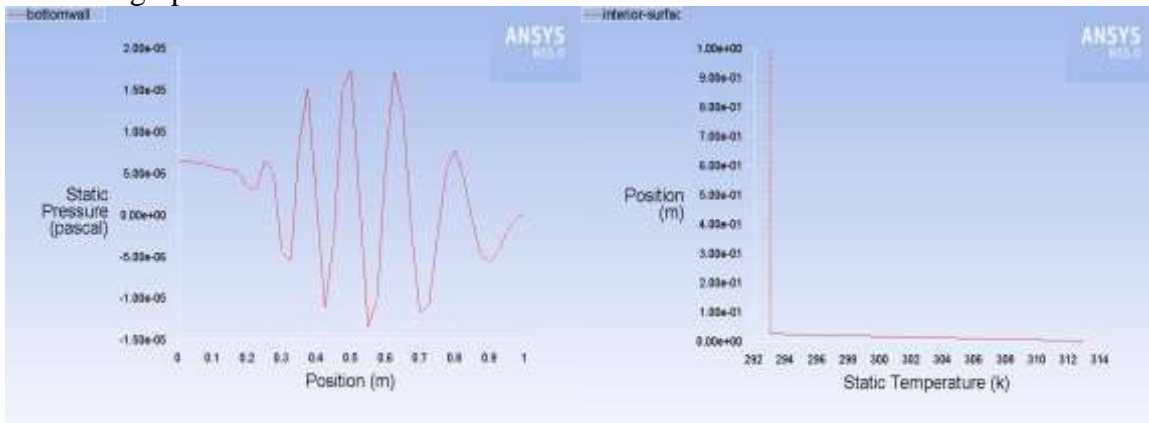 bottomwall
ANSYS
2.00e-05
1.50e-05
1.00e-05
5.00e-06
0.00e+00
-5.00e-06
-1.00e-05
-1.50e-05
Static
Pressure
(pascal)
0 0.1 0.2 0.3 0.4 0.5 0.6 0.7 0.8 0.9 1
Position (m)
interior-surfac
ANSYS
1.00e+00
9.00e-01
8.00e-01
7.00e-01
6.00e-01
5.00e-01
4.00e-01
3.00e-01
2.00e-01
1.00e-01
0.00e+00
Position
(m)
292 294 296 298 300 302 304 306 308 310 312 314
Static Temperature (k)